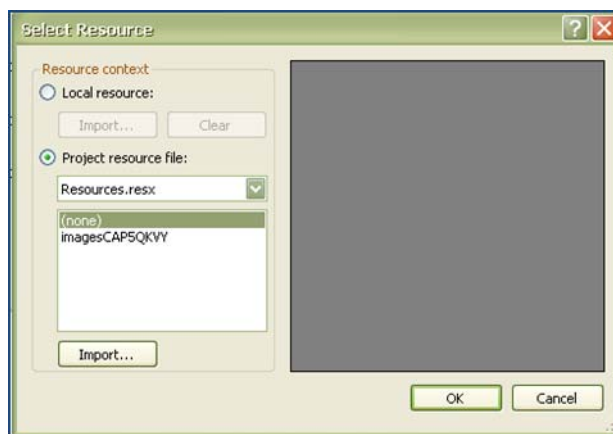 Select Resource
Resource context
Local resource:
Import... Clear
Project resource file:
Resources.resx
(none)
imagesCAP5QKVY
Import...
OK Cancel